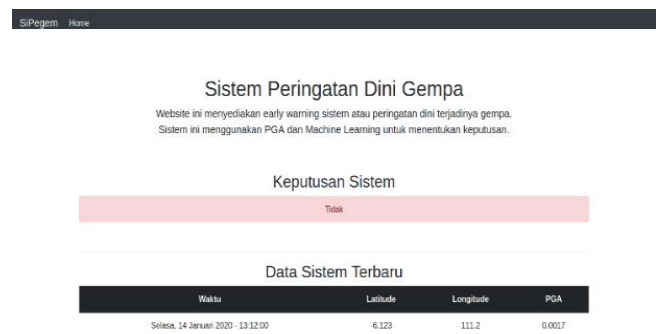 SiPegem Home
Sistem Peringatan Dini Gempa
Website ini menyediakan early warning sistem atau peringatan dini terjadinya gempa.
Sistem ini menggunakan PGA dan Machine Learning untuk menentukan keputusan.
Keputusan Sistem
Tidak
Data Sistem Terbaru
Waktu Latitude Longitude PGA
Selasa, 14 Januari 2020 - 13:12:00 -6.123 111.2 0.0017